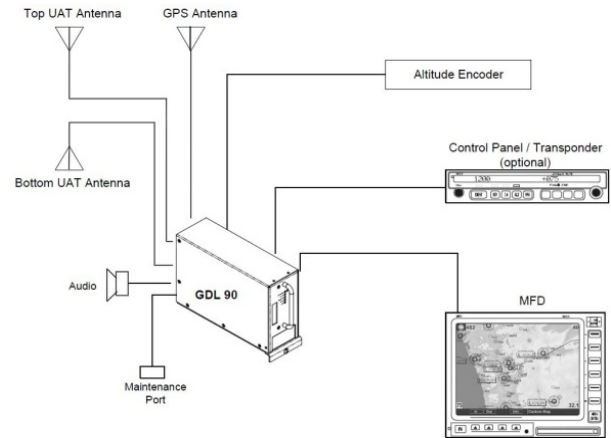 Top UAT Antenna
GPS Antenna
Altitude Encoder
Control Panel / Transponder
(optional)
1200
Bottom UAT Antenna
GDL 90
Audio
Maintenance
Port
MFD